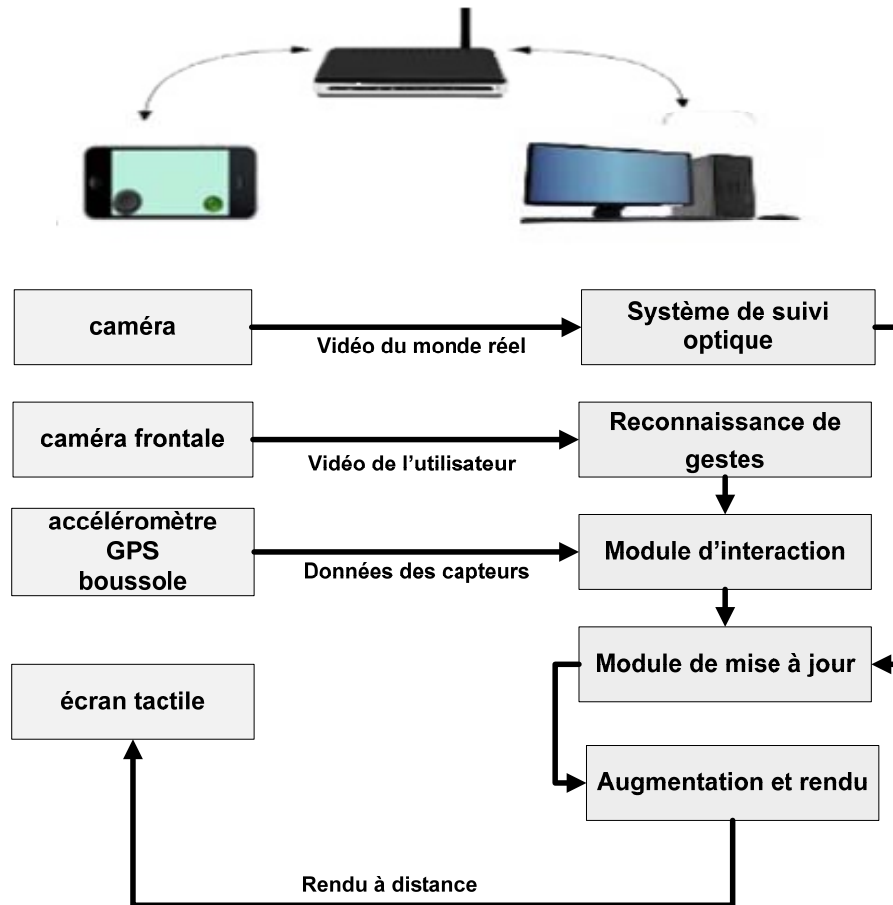 caméra
Vidéo du monde réel
Système de suivi
optique
caméra frontale
Vidéo de l'utilisateur
Reconnaissance de
gestes
accéléromètre
GPS
boussole
Données des capteurs
Module d'interaction
Module de mise à jour
écran tactile
Augmentation et rendu
Rendu à distance